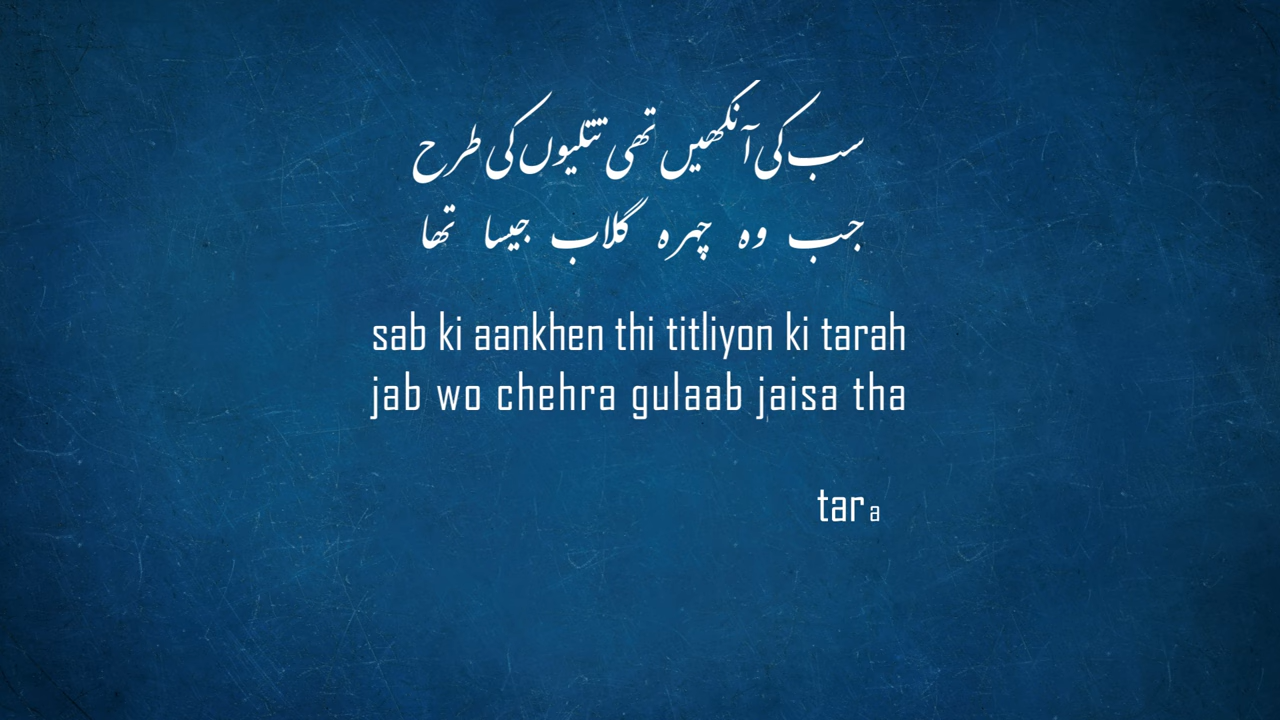 سب کی آنکھیں تھی تتلیوں کی طرح
جب وہ چہرہ گلاب جیسا تھا
sab ki aankhen thi titliyon ki tarah
jab wo chehra gulaab jaisa tha
tara